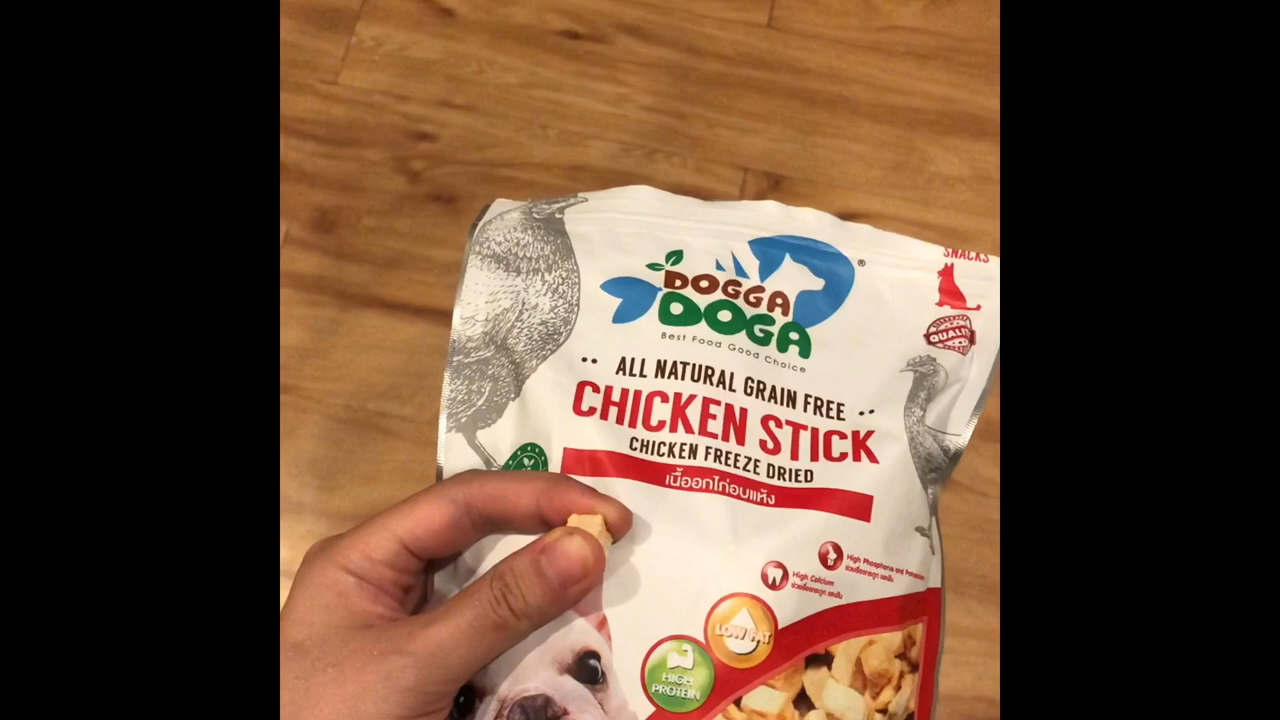 SNACKS
DOGGA
DOGA
®
Best Food Good Choice
QUALITY
ALL NATURAL GRAIN FREE
CHICKEN STICK
CHICKEN FREEZE DRIED
เนื้ออกไก่อบแห้ง
High Phosphorus and Potassium
High Calcium
LOW FAT
HIGH
PROTEIN